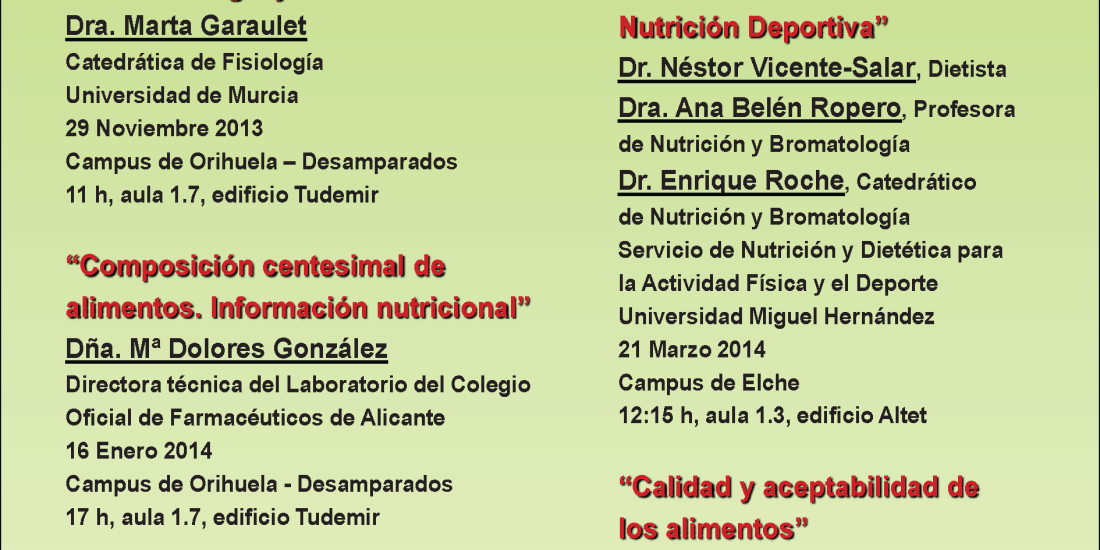 Dra. Marta Garaulet
Catedrática de Fisiología
Universidad de Murcia
29 Noviembre 2013
Campus de Orihuela – Desamparados
11 h, aula 1.7, edificio Tudemir
“Composición centesimal de
alimentos. Información nutricional”
Dña. Mª Dolores González
Directora técnica del Laboratorio del Colegio
Oficial de Farmacéuticos de Alicante
16 Enero 2014
Campus de Orihuela - Desamparados
17 h, aula 1.7, edificio Tudemir
Nutrición Deportiva”
Dr. Néstor Vicente-Salar, Dietista
Dra. Ana Belén Ropero, Profesora
de Nutrición y Bromatología
Dr. Enrique Roche, Catedrático
de Nutrición y Bromatología
Servicio de Nutrición y Dietética para
la Actividad Física y el Deporte
Universidad Miguel Hernández
21 Marzo 2014
Campus de Elche
12:15 h, aula 1.3, edificio Altet
“Calidad y aceptabilidad de
los alimentos”